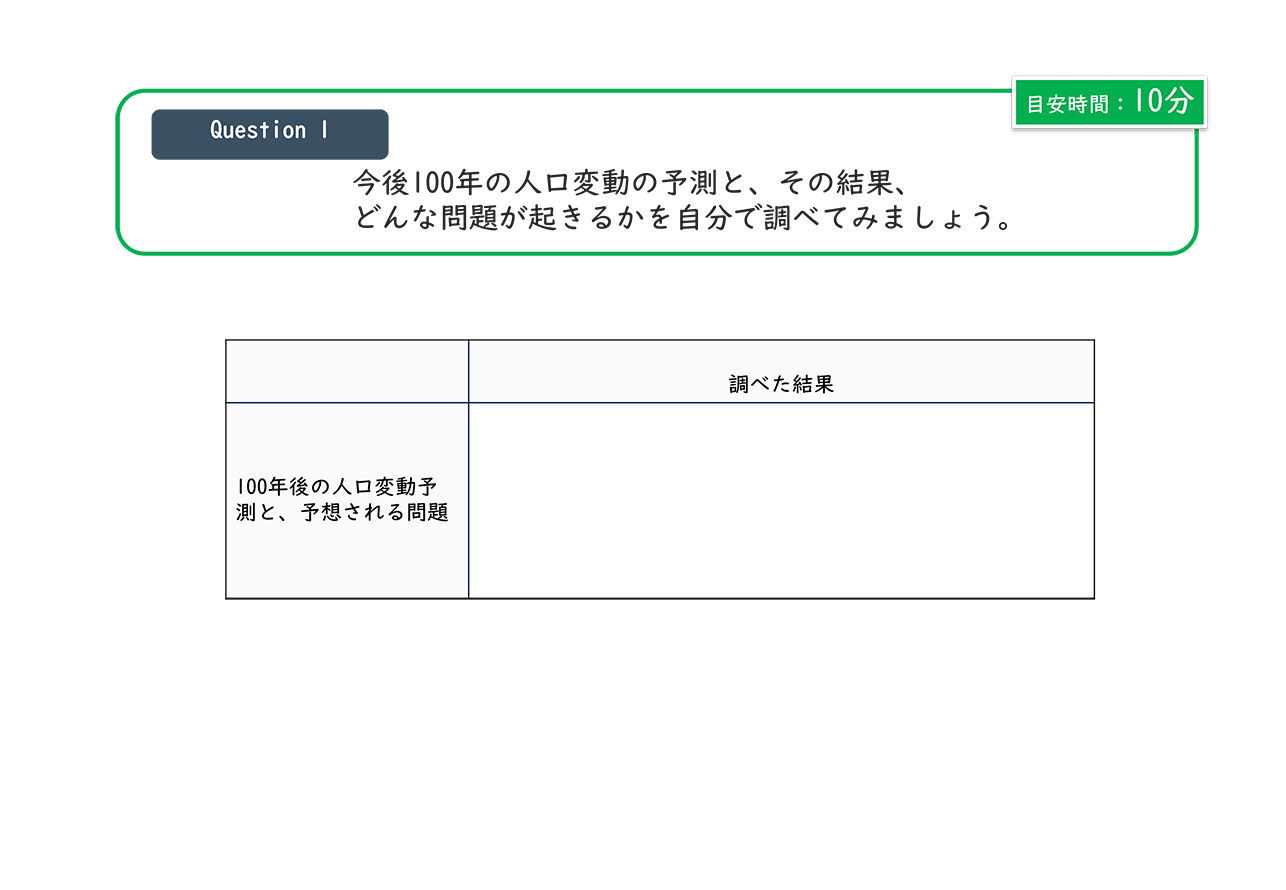 目安時間：10分
Question 1
今後100年の人口変動の予測と、その結果、
どんな問題が起きるかを自分で調べてみましょう。
調べた結果
100年後の人口変動予
測と、予想される問題